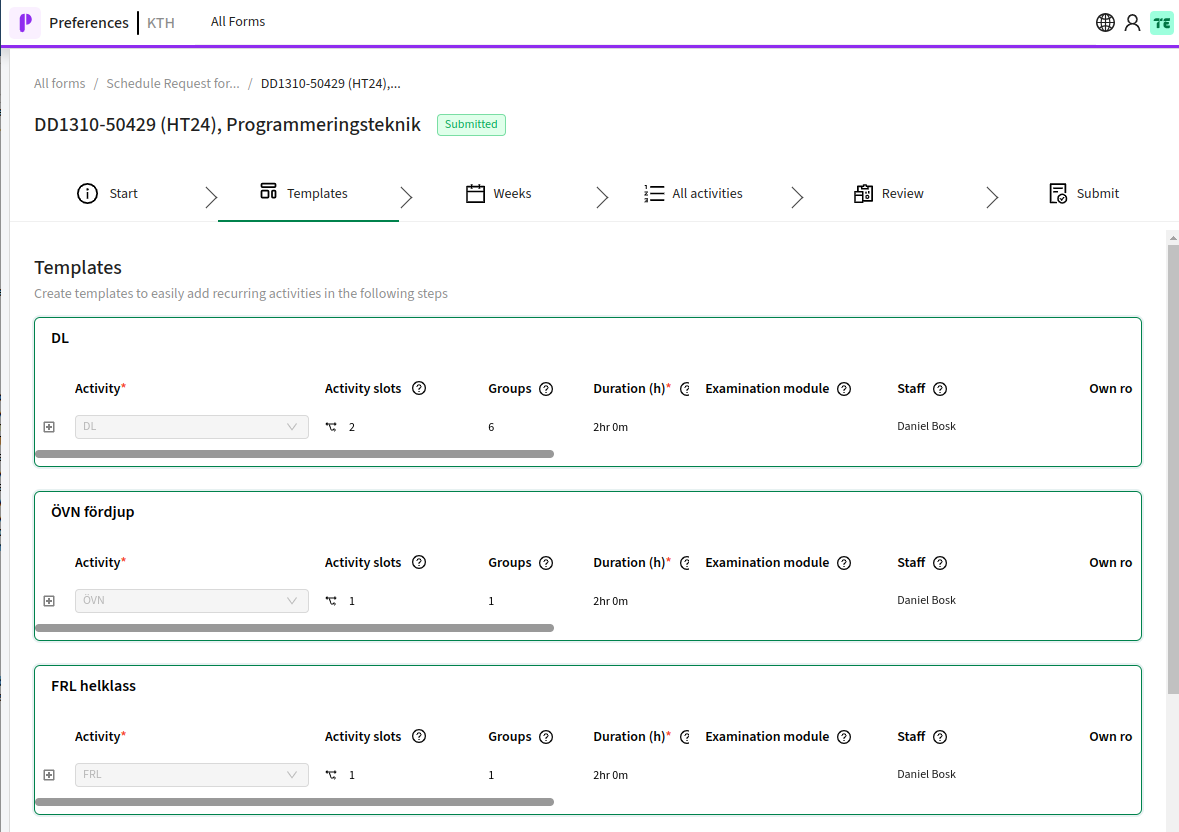 Preferences KTH All Forms TE
All forms / Schedule Request for... / DD1310-50429 (HT24),...
DD1310-50429 (HT24), Programmeringsteknik Submitted
Start Templates Weeks All activities Review Submit
Templates
Create templates to easily add recurring activities in the following steps
DL
Activity* Activity slots Groups Duration (h)* Examination module Staff Own ro
DL 2 6 2hr 0m Daniel Bosk
ÖVN fördjup
Activity* Activity slots Groups Duration (h)* Examination module Staff Own ro
ÖVN 1 1 2hr 0m Daniel Bosk
FRL helklass
Activity* Activity slots Groups Duration (h)* Examination module Staff Own ro
FRL 1 1 2hr 0m Daniel Bosk